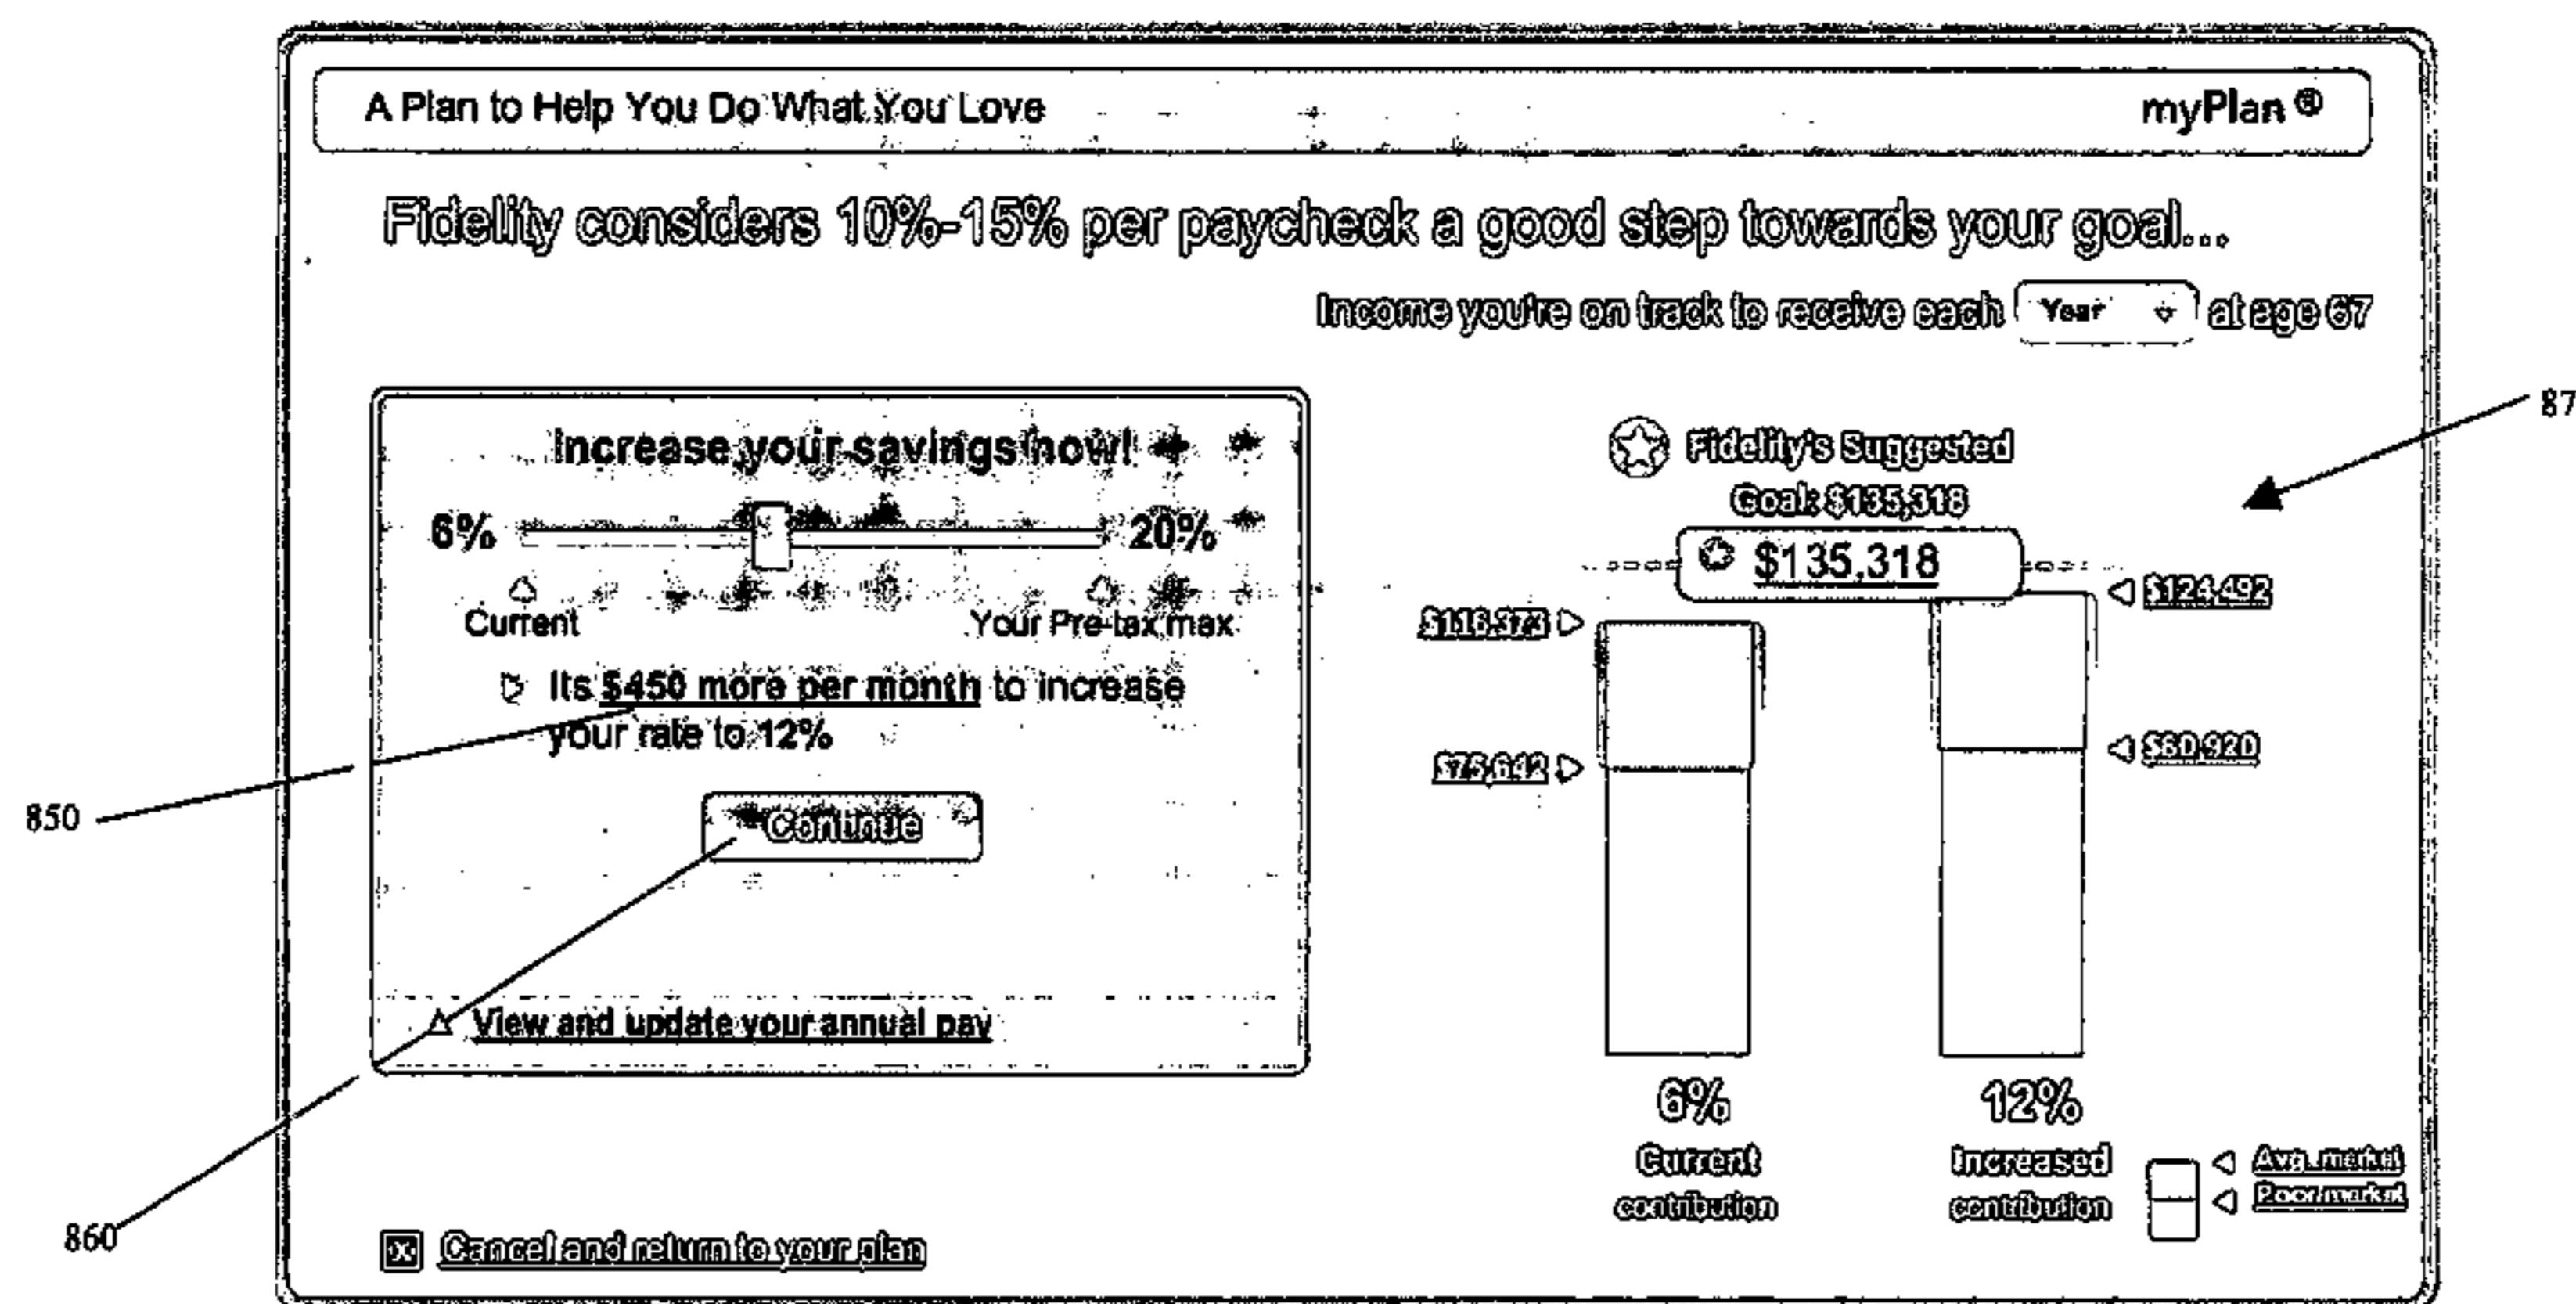 A Plan to Help You Do What You Love
myPlan ®
Fidelity considers 10%-15% per paycheck a good step towards your goal...
Income you're on track to receive each Year at age 67
Increase your savings now!
6% 20%
Current Your Pre-tax max
Its $450 more per month to increase
your rate to 12%
Continue
View and update your annual pay
Cancel and return to your plan
Fidelity's Suggested
Goal: $135,318
$135,318
$124,492
$75,642
6% 12%
Current Increased
contribution contribution
Avg. market
Poor market
850
860
87